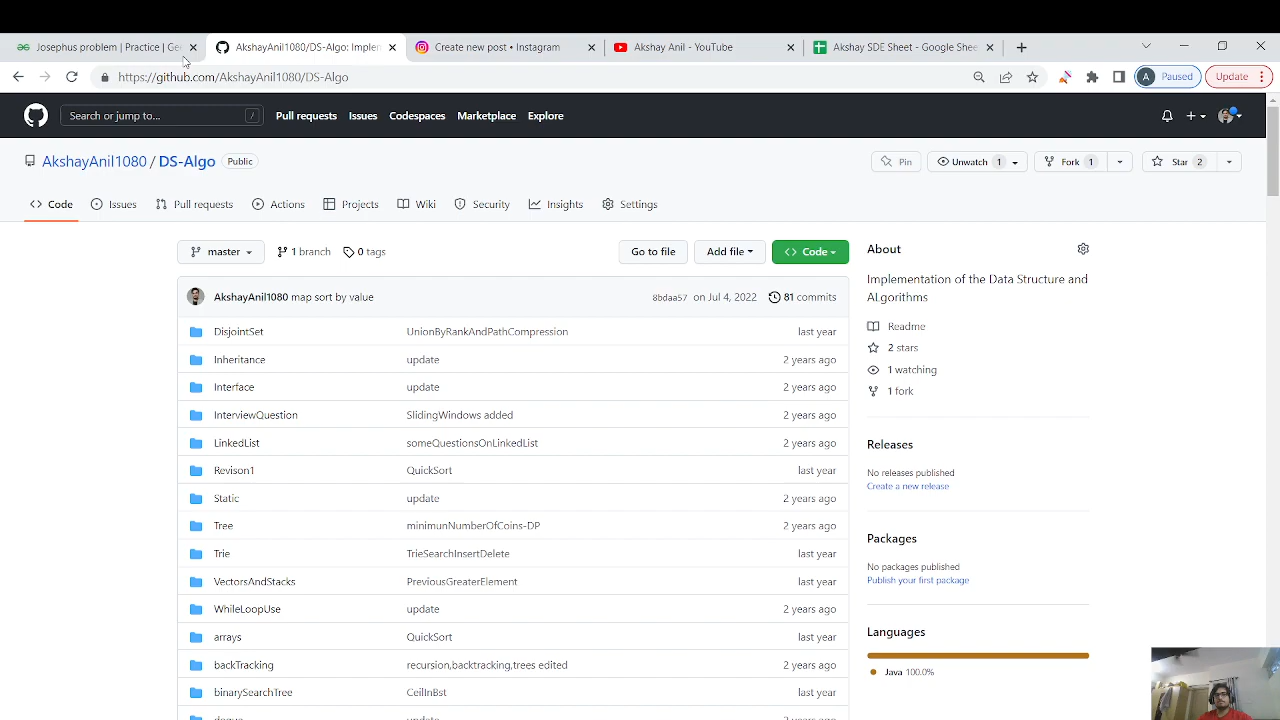 Josephus problem | Practice | Ge
AkshayAnil1080/DS-Algo: Implem
Create new post • Instagram
Akshay Anil - YouTube
Akshay SDE Sheet - Google Shee
https://github.com/AkshayAnil1080/DS-Algo
A Paused
Update
Search or jump to... /
Pull requests Issues Codespaces Marketplace Explore
AkshayAnil1080 / DS-Algo Public
Pin
Unwatch 1
Fork 1
Star 2
Code Issues Pull requests Actions Projects Wiki Security Insights Settings
master 1 branch 0 tags
Go to file Add file Code
AkshayAnil1080 map sort by value 8bdaa57 on Jul 4, 2022 81 commits
DisjointSet UnionByRankAndPathCompression last year
Inheritance update 2 years ago
Interface update 2 years ago
InterviewQuestion SlidingWindows added 2 years ago
LinkedList someQuestionsOnLinkedList 2 years ago
Revison1 QuickSort last year
Static update 2 years ago
Tree minimunNumberOfCoins-DP 2 years ago
Trie TrieSearchInsertDelete last year
VectorsAndStacks PreviousGreaterElement last year
WhileLoopUse update 2 years ago
arrays QuickSort last year
backTracking recursion,backtracking,trees edited 2 years ago
binarySearchTree CeilInBst last year
deque update 2 years ago
About
Implementation of the Data Structure and
ALgorithms
Readme
2 stars
1 watching
1 fork
Releases
No releases published
Create a new release
Packages
No packages published
Publish your first package
Languages
Java 100.0%